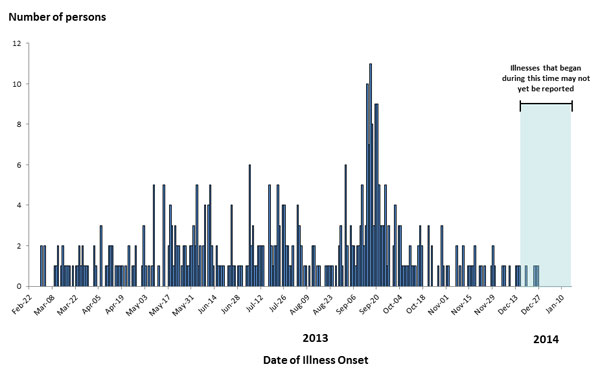 Number of persons
12
10
8
6
4
2
0
Illnesses that began
during this time may not
yet be reported
Feb-22
Mar-08
Mar-22
Apr-05
Apr-19
May-03
May-17
May-31
Jun-14
Jun-28
Jul-12
Jul-26
Aug-09
Aug-23
Sep-06
Sep-20
Oct-04
Oct-18
Nov-01
Nov-15
Nov-29
Dec-13
Dec-27
Jan-10
2013
2014
Date of Illness Onset